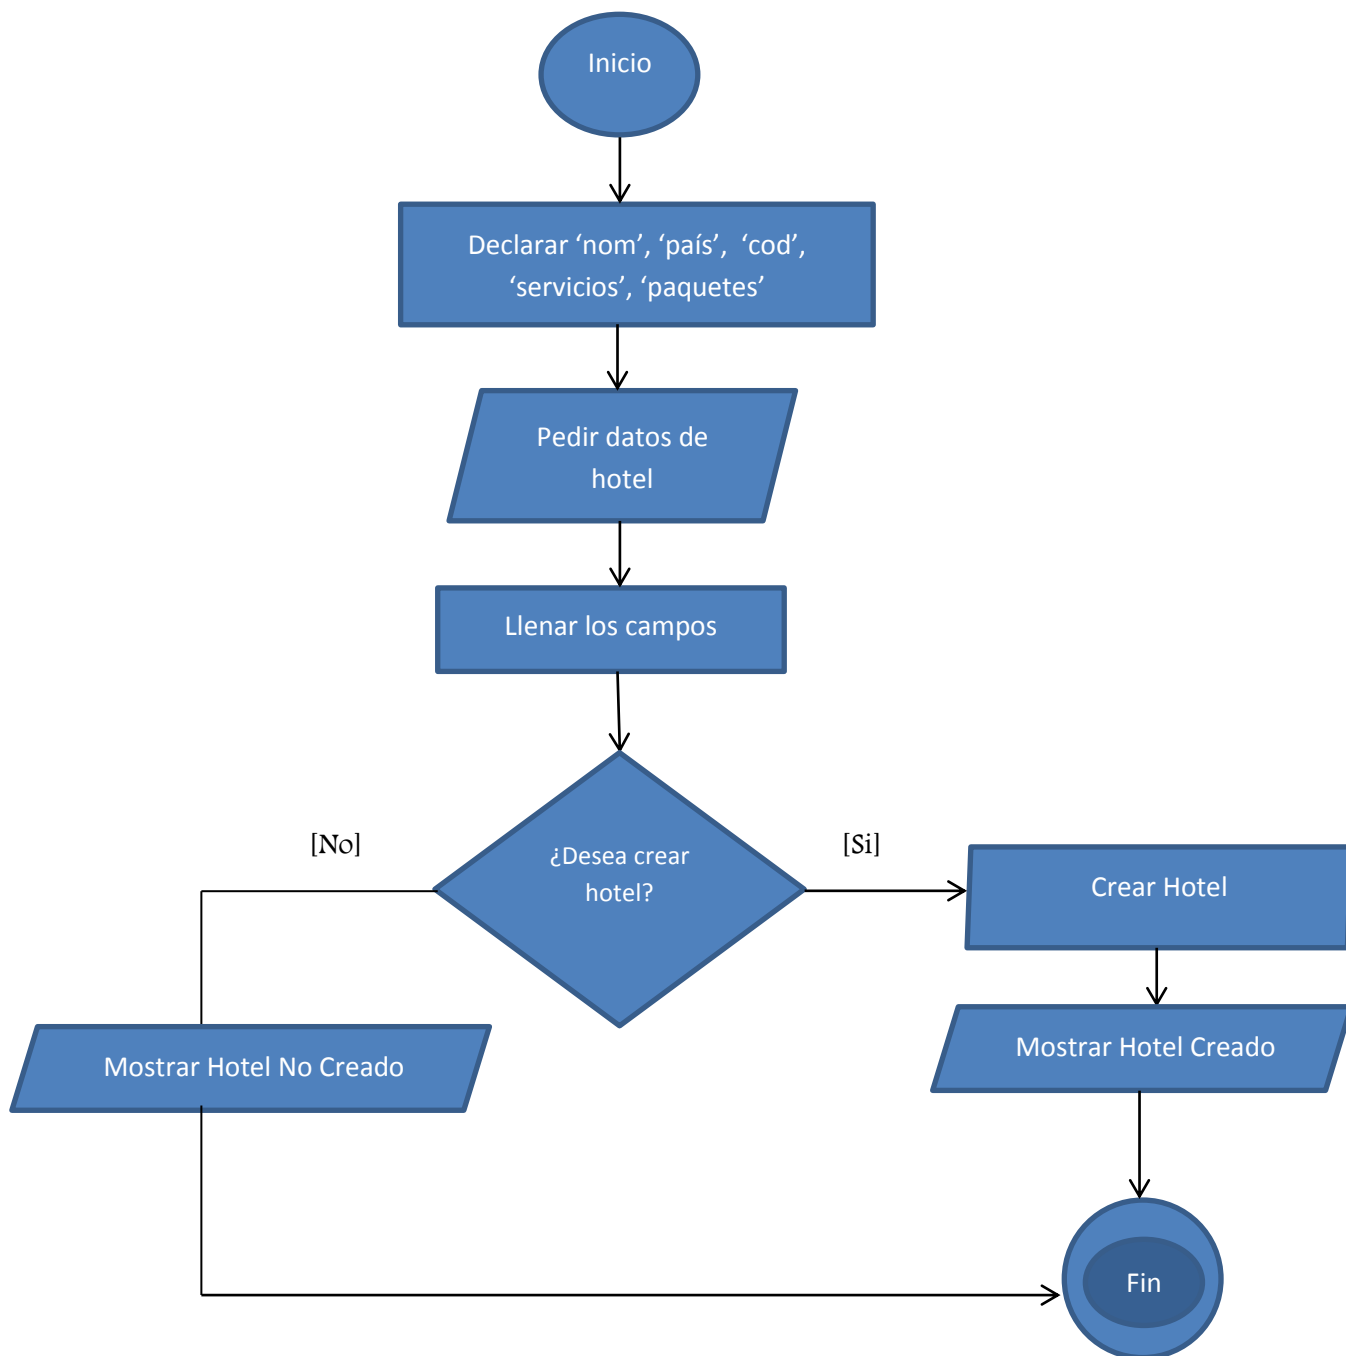 Inicio
Declarar ‘nom’, ‘país’, ‘cod’,
‘servicios’, ‘paquetes’
Pedir datos de
hotel
Llenar los campos
¿Desea crear
hotel?
[No]
[Si]
Crear Hotel
Mostrar Hotel No Creado
Mostrar Hotel Creado
Fin